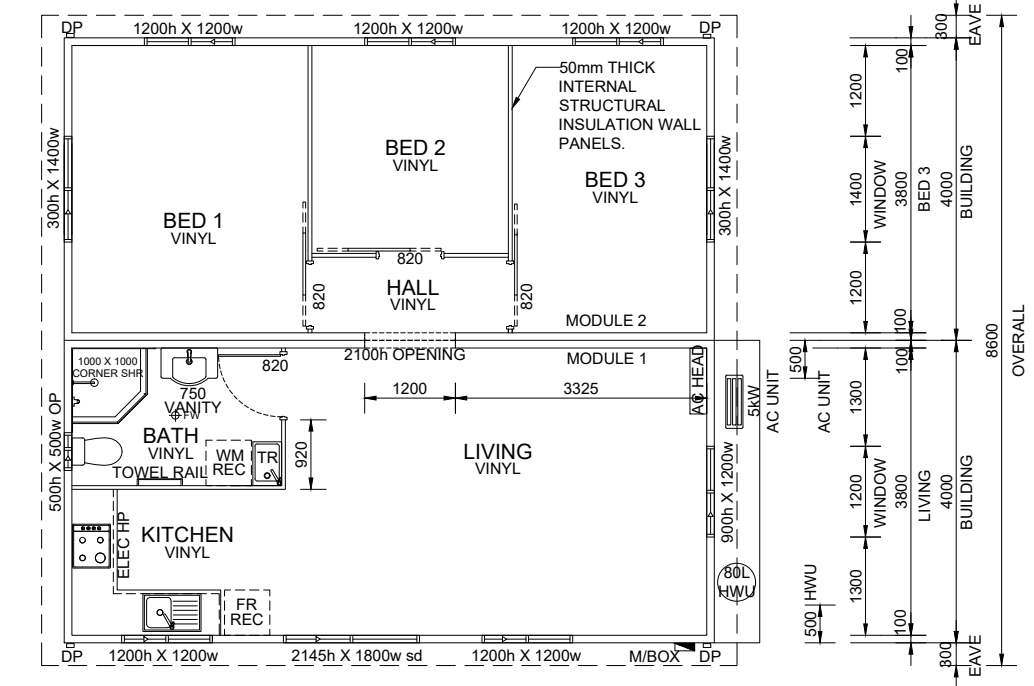 DP
1200h X 1200w
1200h X 1200w
1200h X 1200w
DP
300
EAVE
50mm THICK
INTERNAL
STRUCTURAL
INSULATION WALL
PANELS.
BED 2
VINYL
BED 3
VINYL
BED 1
VINYL
300h X 1400w
300h X 1400w
820
HALL
VINYL
820
820
MODULE 2
100
1200
1400
WINDOW
1200
3800
BED 3
4000
BUILDING
100
8600
OVERALL
2100h OPENING
MODULE 1
1000 X 1000
CORNER SHR
820
750
VANITY
FW
1200
3325
AC HEAD
5kW
AC UNIT
500
AC UNIT
100
1300
BATH
VINYL
TOWEL RAIL
WM
REC
TR
920
500h X 500w OP
LIVING
VINYL
900h X 1200w
1200
WINDOW
3800
LIVING
4000
BUILDING
KITCHEN
VINYL
ELEC HP
80L
HWU
500
HWU
1300
100
FR
REC
DP
1200h X 1200w
2145h X 1800w sd
1200h X 1200w
M/BOX
DP
300
EAVE